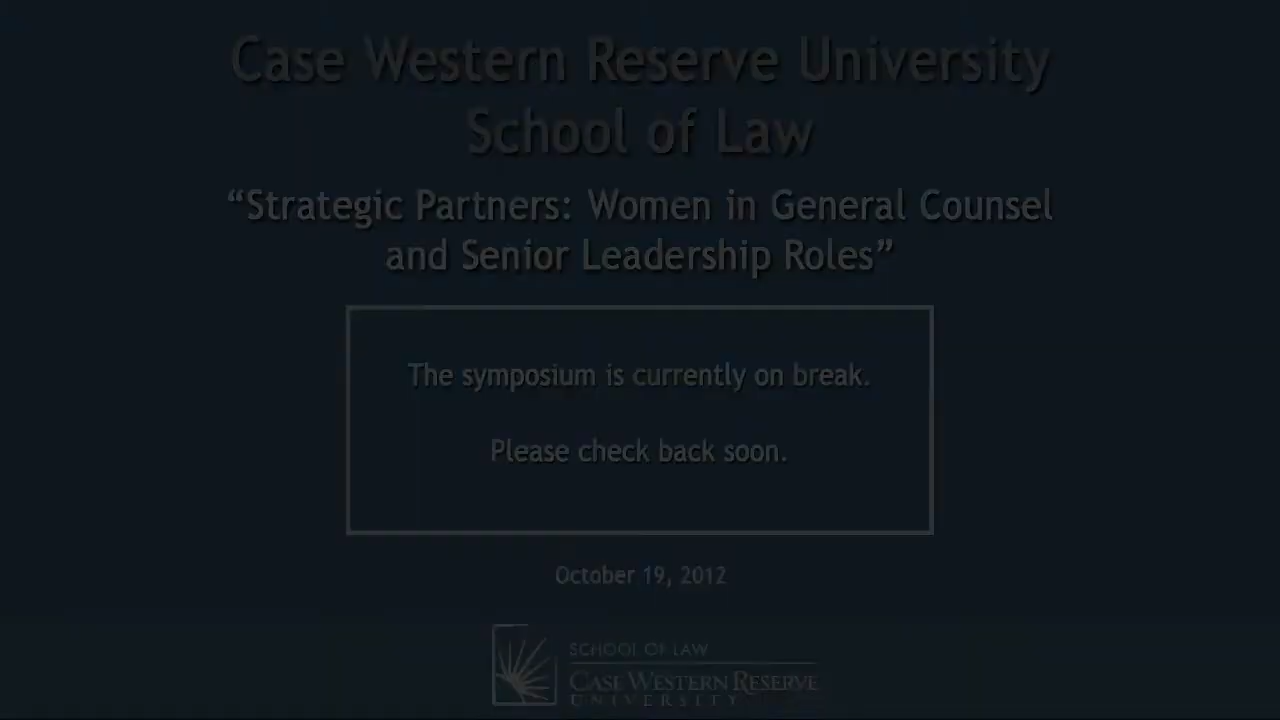 Case Western Reserve University
School of Law
“Strategic Partners: Women in General Counsel
and Senior Leadership Roles”
The symposium is currently on break.
Please check back soon.
October 19, 2012
SCHOOL OF LAW
CASE WESTERN RESERVE
UNIVERSITY